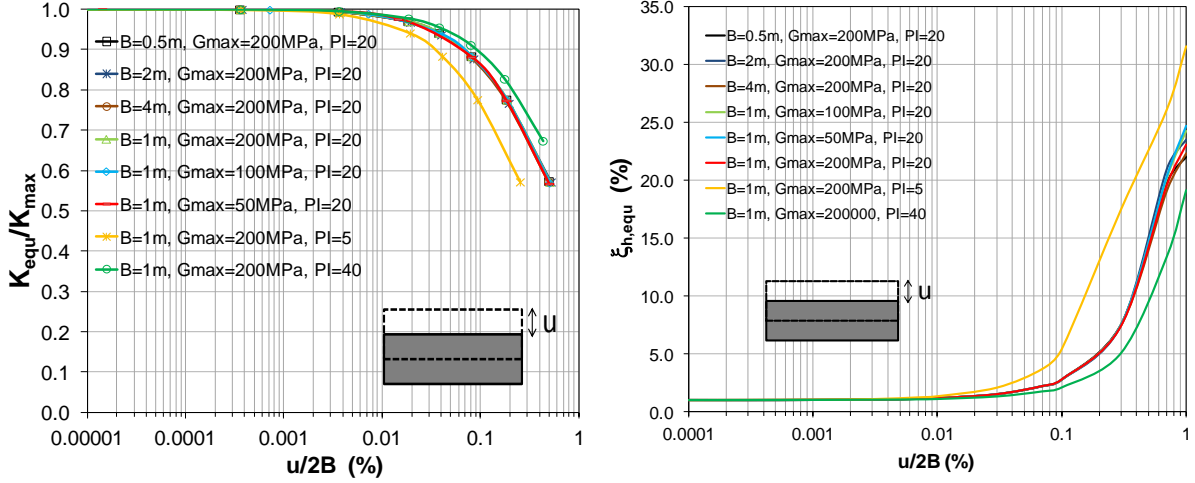 1.0
0.9
0.8
0.7
0.6
0.5
0.4
0.3
0.2
0.1
0.0
K_equ/K_max
B=0.5m, Gmax=200MPa, PI=20
B=2m, Gmax=200MPa, PI=20
B=4m, Gmax=200MPa, PI=20
B=1m, Gmax=200MPa, PI=20
B=1m, Gmax=100MPa, PI=20
B=1m, Gmax=50MPa, PI=20
B=1m, Gmax=200MPa, PI=5
B=1m, Gmax=200MPa, PI=40
u
0.00001 0.0001 0.001 0.01 0.1 1
u/2B (%)
35.0
30.0
25.0
20.0
15.0
10.0
5.0
0.0
ξh,equ (%)
B=0.5m, Gmax=200MPa, PI=20
B=2m, Gmax=200MPa, PI=20
B=4m, Gmax=200MPa, PI=20
B=1m, Gmax=100MPa, PI=20
B=1m, Gmax=50MPa, PI=20
B=1m, Gmax=200MPa, PI=20
B=1m, Gmax=200MPa, PI=5
B=1m, Gmax=200000, PI=40
u
0.0001 0.001 0.01 0.1 1
u/2B (%)